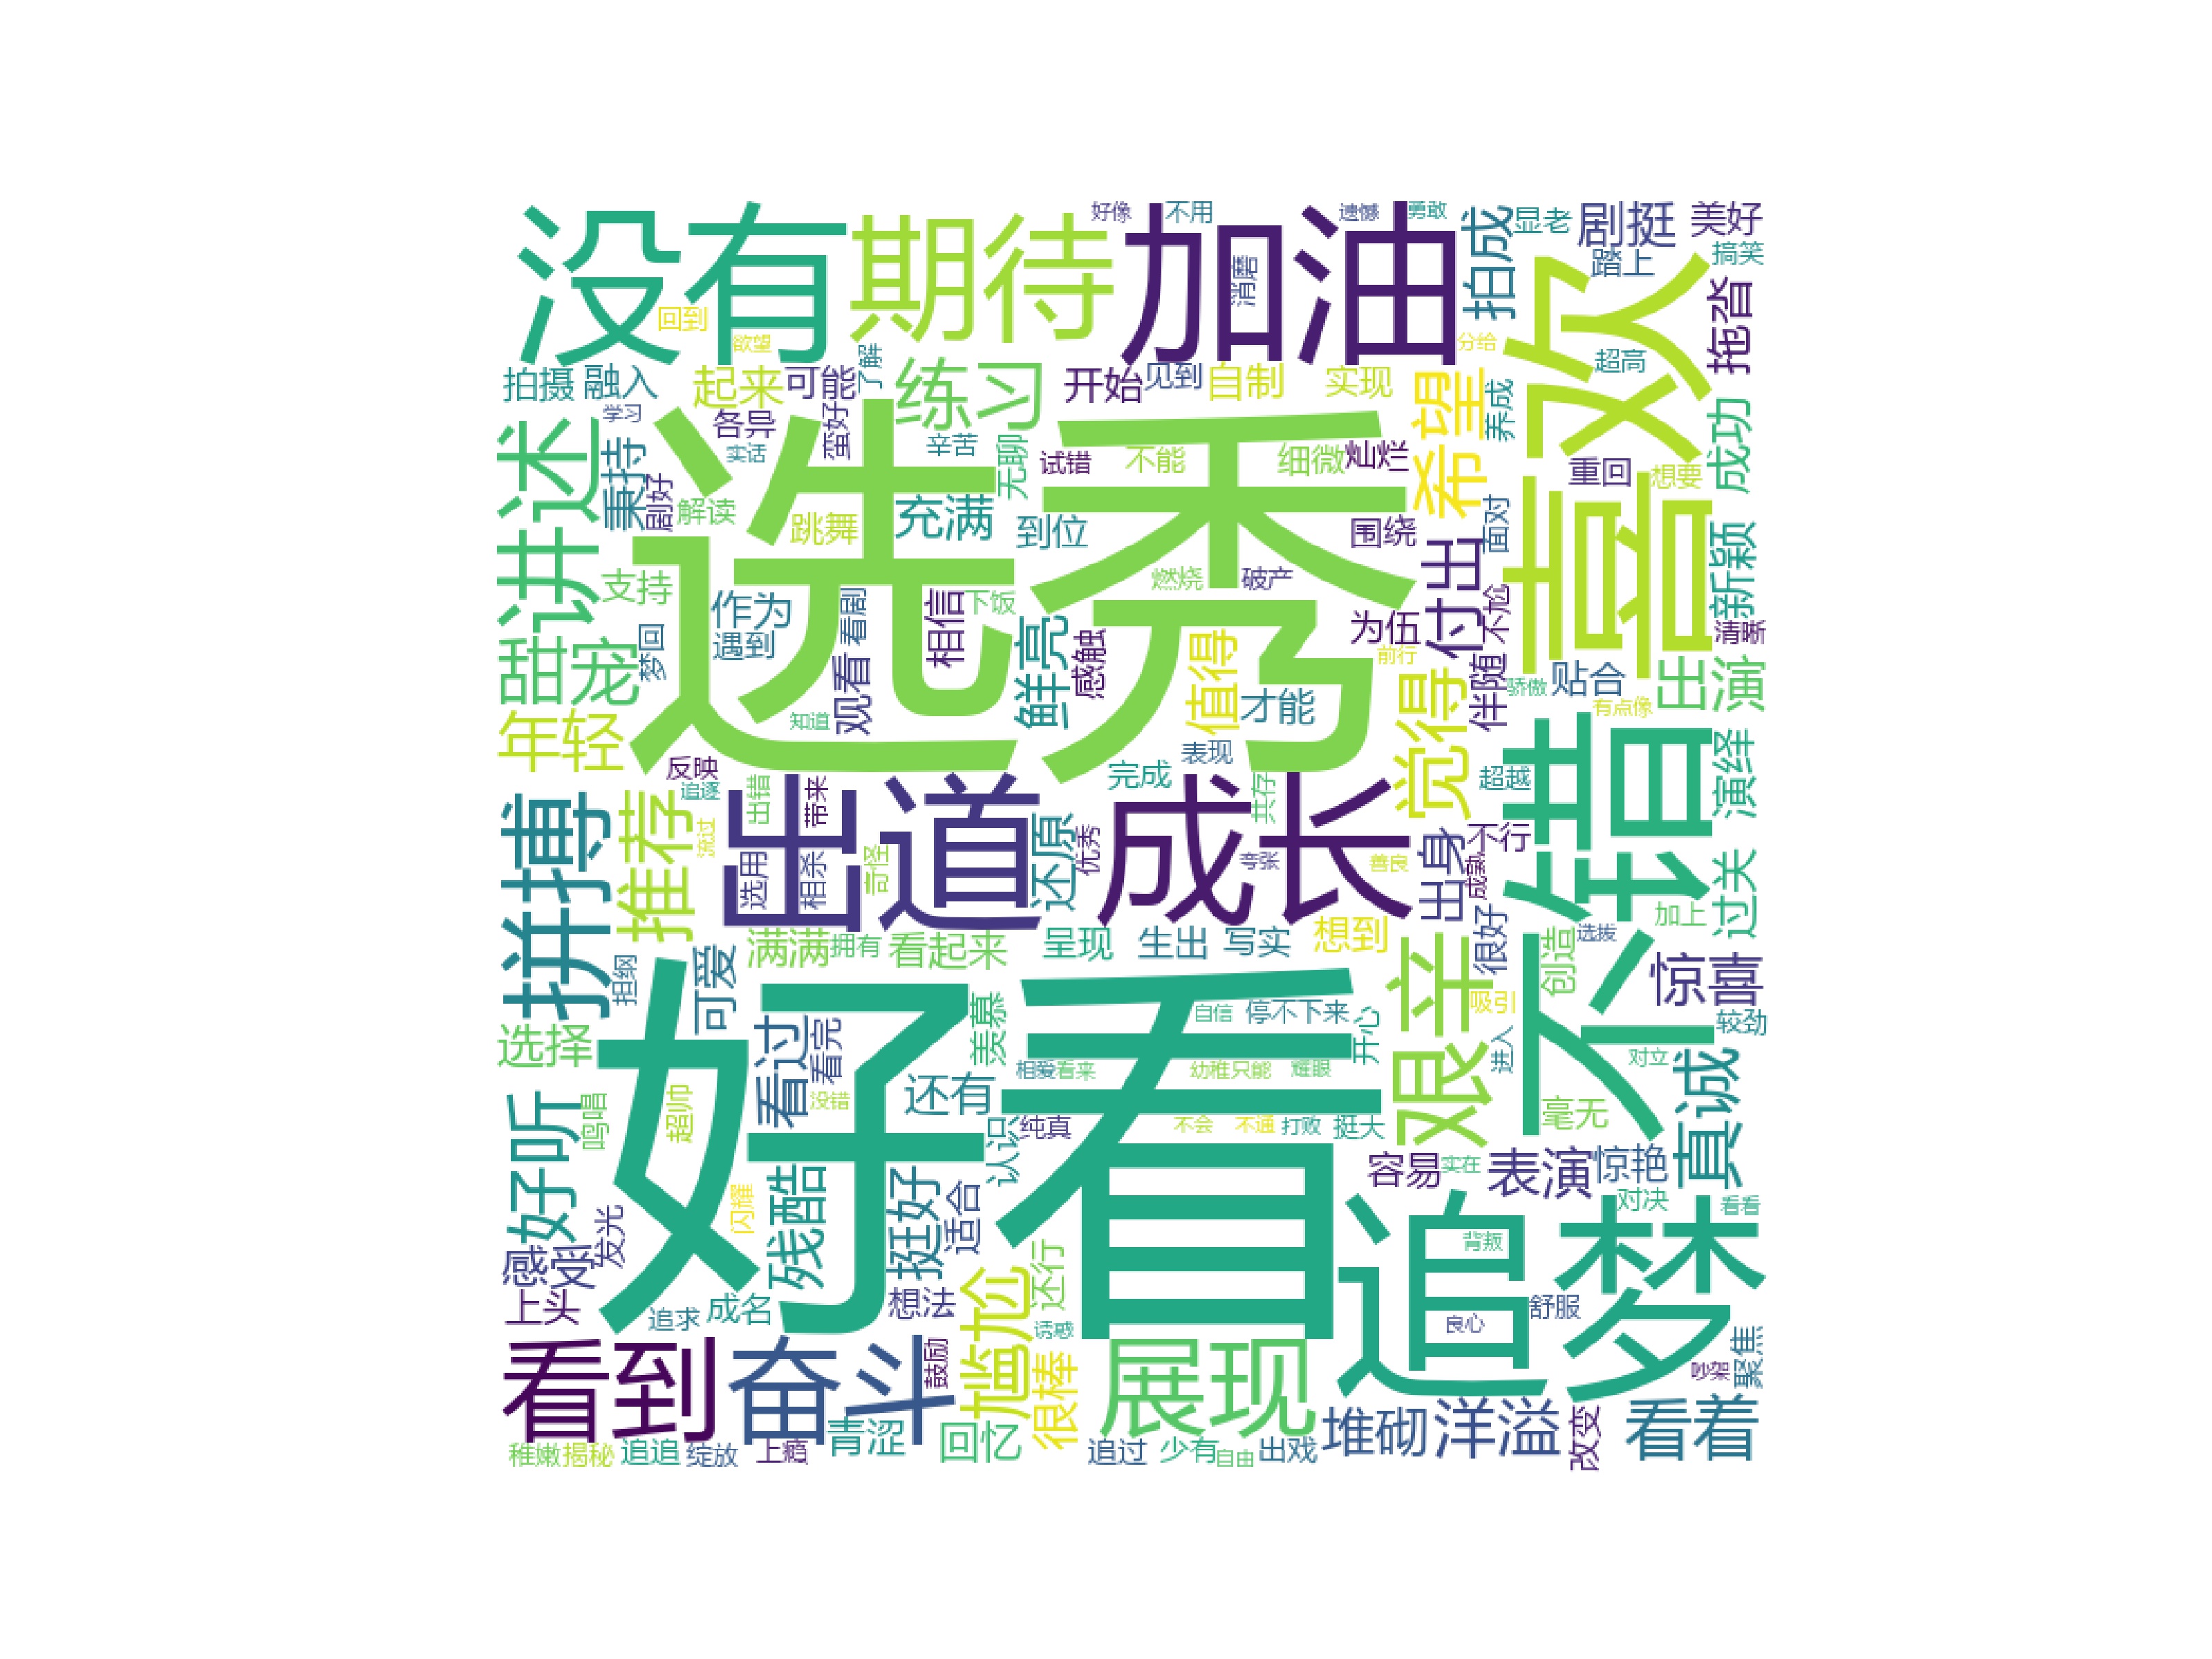 没有
期待
好像
不用
加油
消磨
遗憾
勇敢
拍成
显老
剧挺
美好
踏上
搞笑
回到
欲望
了解
分给
超高
喜欢
拖沓
拍摄
融入
起来
可能
练习
开始
见到
自制
实现
希望
养成
成功
学习
各异
蛮好
实话
辛苦
无聊
试错
不能
细微
灿烂
重回
想要
讲述
秉持
剧好
解读
跳舞
充满
到位
选秀
围绕
面对
新颖
支持
作为
遇到
看剧
相信
下饭
燃烧
破产
付出
不尬
为伍
清晰
甜宠
梦回
观看
鲜亮
感触
值得
才能
前行
伴随
骄傲
贴合
出演
有点像
年轻
知道
反映
追逐
出错
带来
表现
完成
共存
觉得
超越
不错
演绎
拼搏
推荐
流过
出道
选用
相杀
奇怪
还原
优秀
成长
夸张
善良
出身
成熟
不行
过关
加上
担纲
可爱
满满
拥有
看起来
呈现
生出
写实
想到
艰辛
很好
创造
选拔
惊喜
选择
看过
看完
羡慕
自信
停不下来
开心
吸引
进入
较劲
对立
好看
相爱
看来
幼稚
只能
耀眼
好听
鸣唱
超帅
没错
还有
认识
纯真
不会
不通
打败
挺大
毫无
真诚
容易
实在
表演
惊艳
对决
看看
感受
发光
闪耀
残酷
挺好
适合
还行
追梦
背叛
上头
追求
成名
想法
尴尬
诱惑
良心
舒服
看到
奋斗
鼓励
很棒
展现
吵架
聚焦
稚嫩
揭秘
追追
绽放
上瘾
青涩
回忆
追过
少有
自由
出戏
堆砌
洋溢
改变
看着